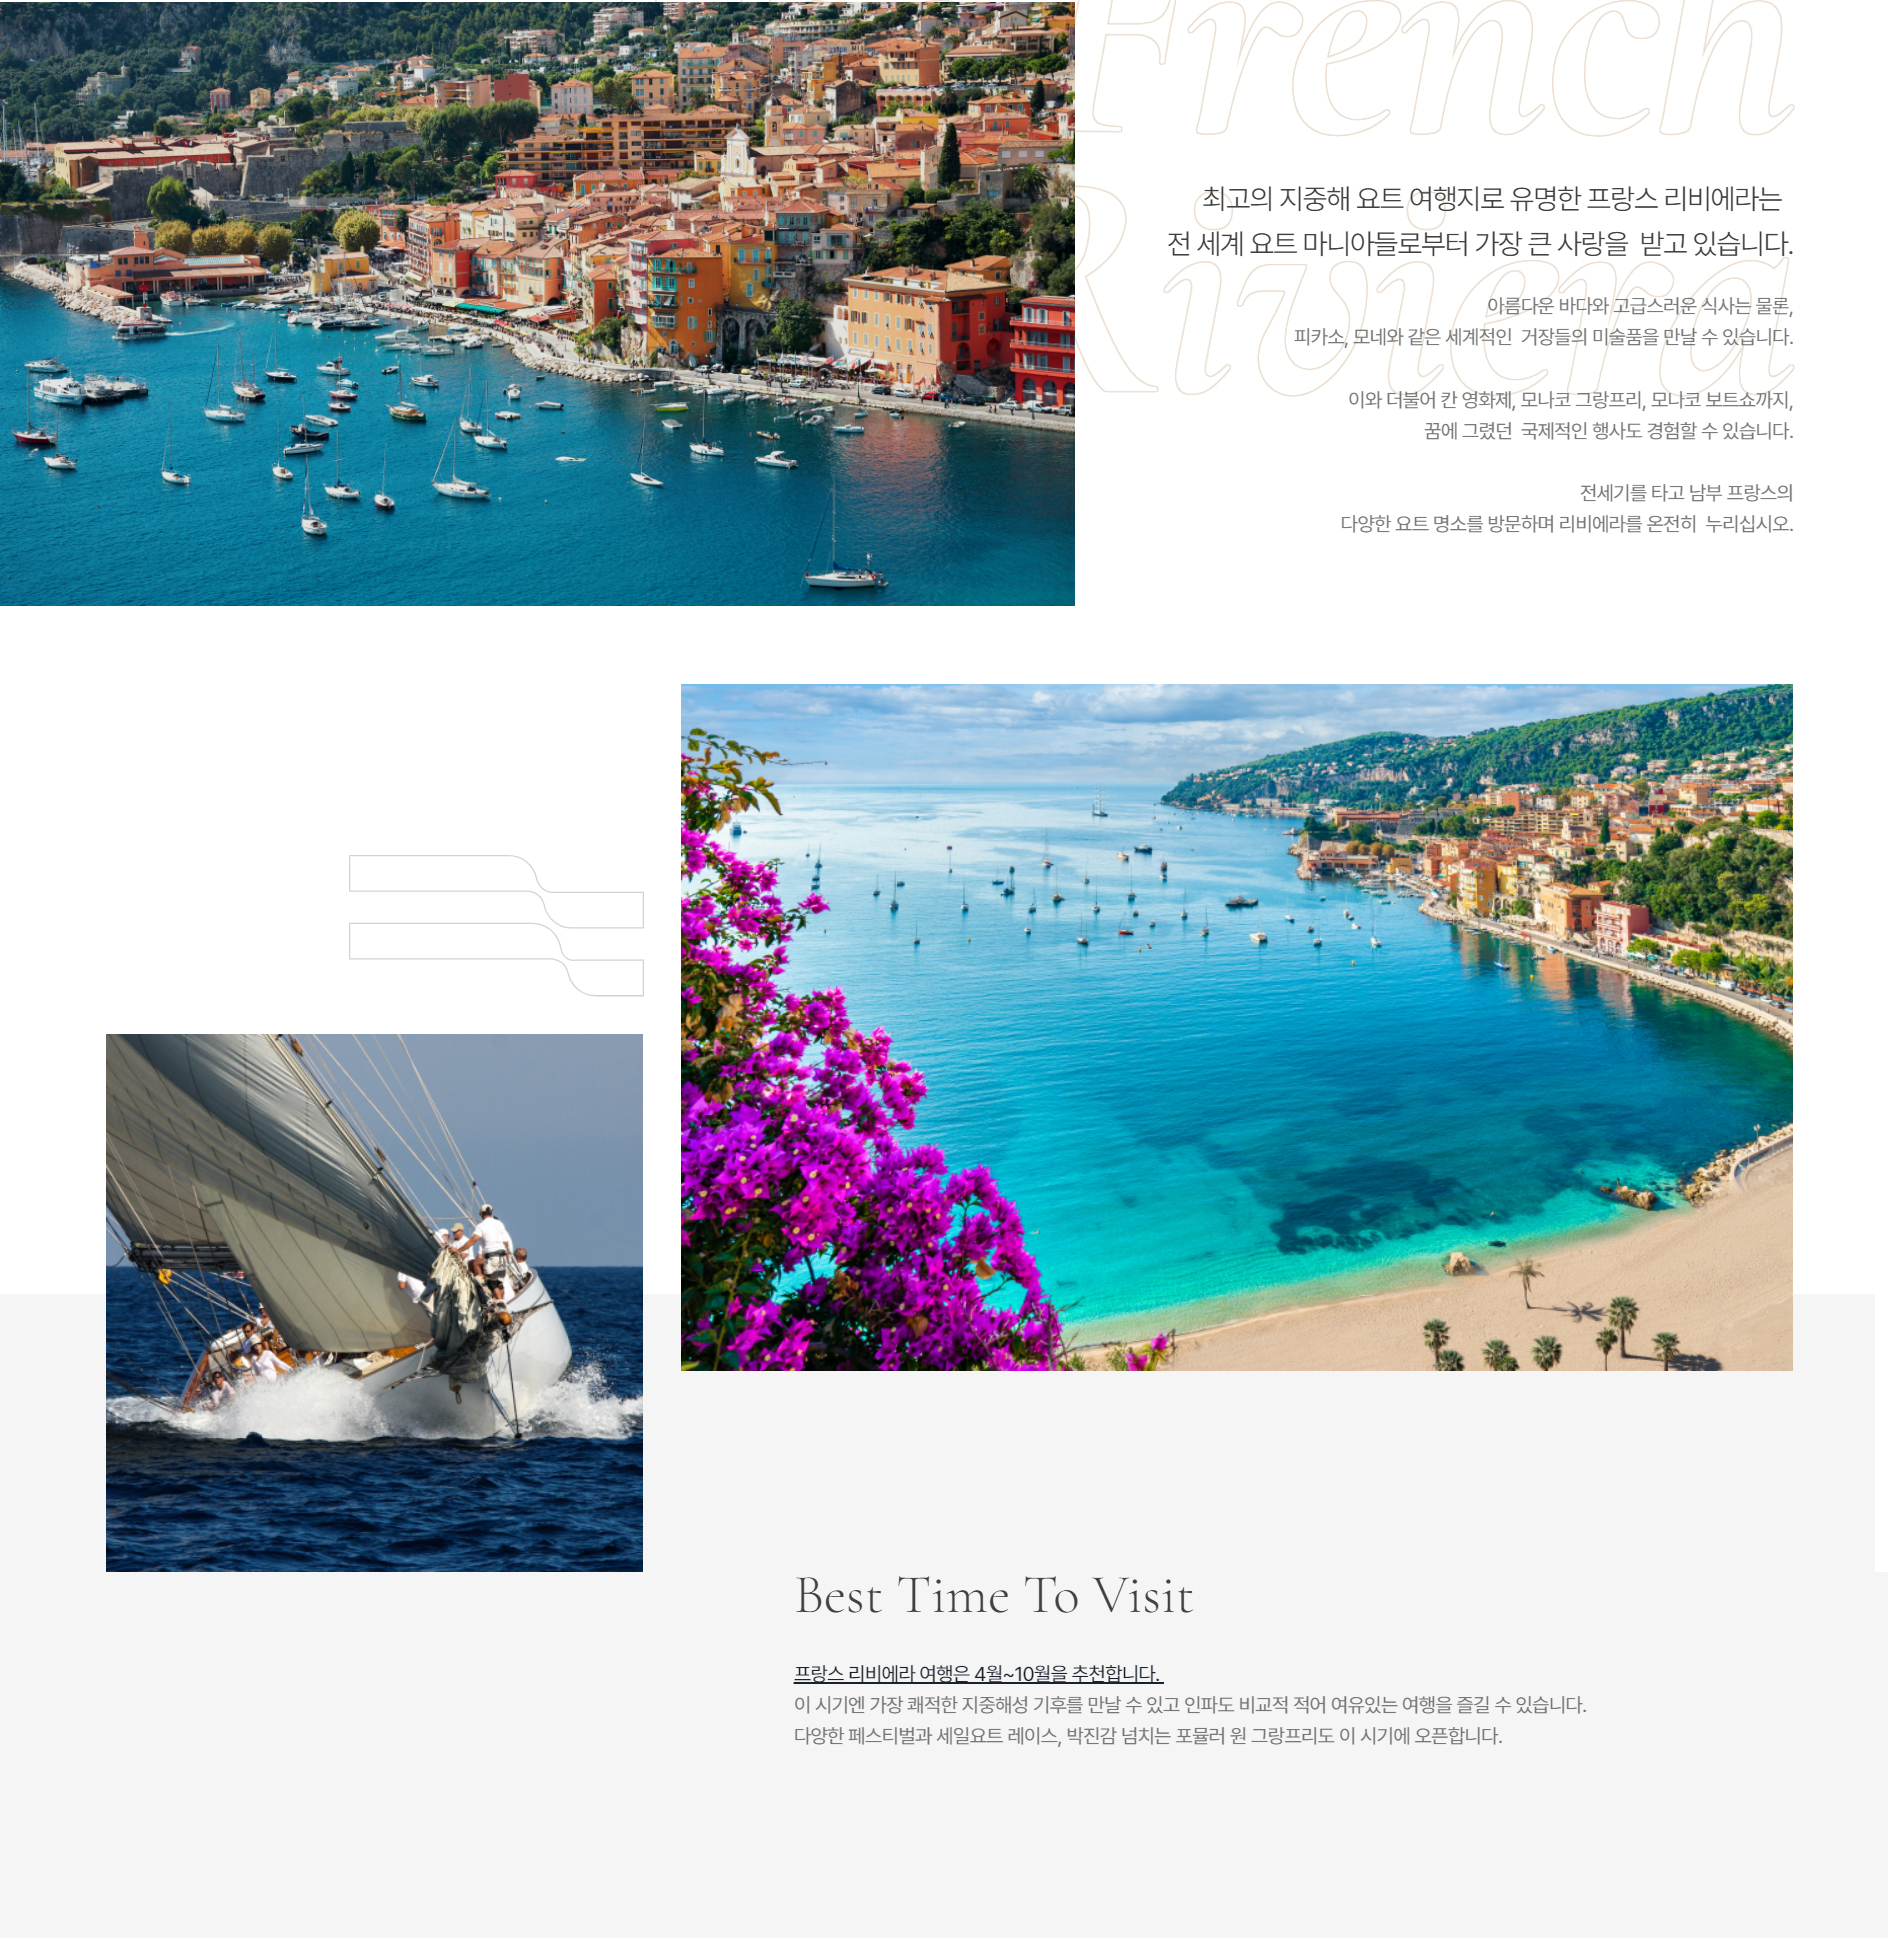 French
Riviera
최고의 지중해 요트 여행지로 유명한 프랑스 리비에라는
전 세계 요트 마니아들로부터 가장 큰 사랑을 받고 있습니다.
아름다운 바다와 고급스러운 식사는 물론,
피카소, 모네와 같은 세계적인 거장들의 미술품을 만날 수 있습니다.
이와 더불어 칸 영화제, 모나코 그랑프리, 모나코 보트쇼까지,
꿈에 그렸던 국제적인 행사도 경험할 수 있습니다.
전세기를 타고 남부 프랑스의
다양한 요트 명소를 방문하며 리비에라를 온전히 누리십시오.
Best Time To Visit
프랑스 리비에라 여행은 4월~10월을 추천합니다.
이 시기엔 가장 쾌적한 지중해성 기후를 만날 수 있고 인파도 비교적 적어 여유있는 여행을 즐길 수 있습니다.
다양한 페스티벌과 세일요트 레이스, 박진감 넘치는 포뮬러 원 그랑프리도 이 시기에 오픈합니다.